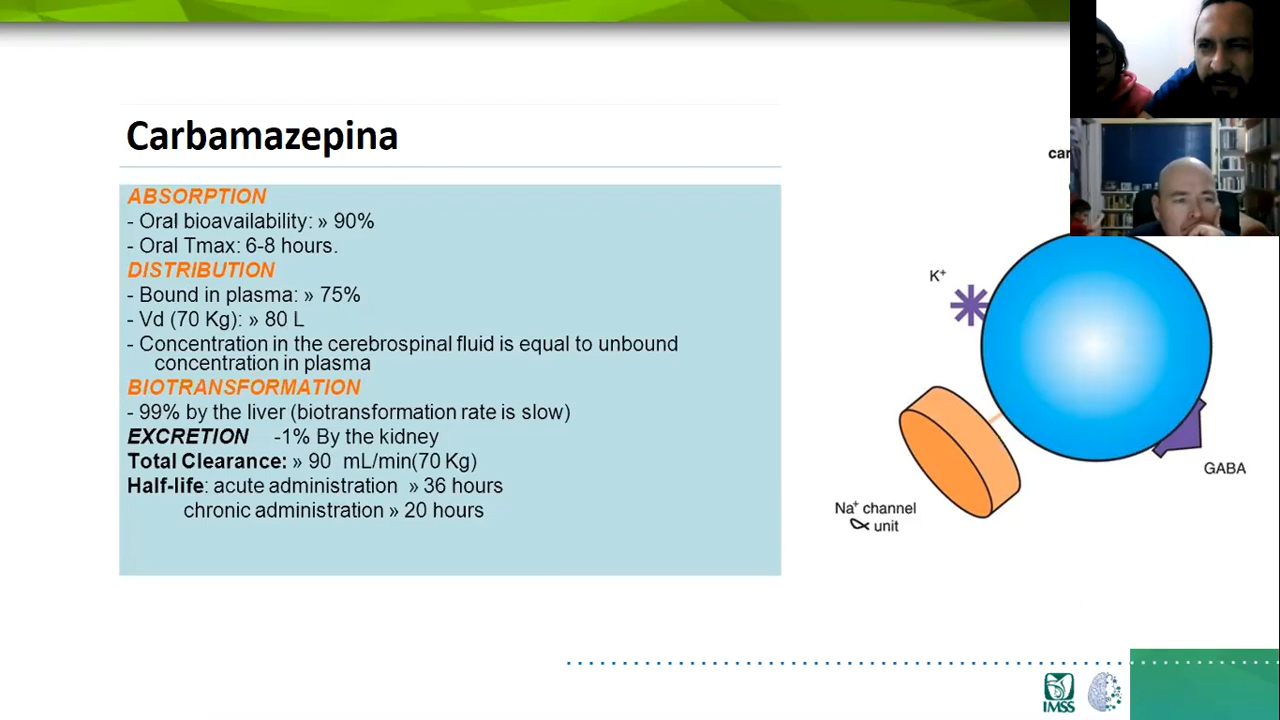 Carbamazepina
ABSORPTION
- Oral bioavailability: » 90%
- Oral Tmax: 6-8 hours.
DISTRIBUTION
- Bound in plasma: » 75%
- Vd (70 Kg): » 80 L
- Concentration in the cerebrospinal fluid is equal to unbound
concentration in plasma
BIOTRANSFORMATION
- 99% by the liver (biotransformation rate is slow)
EXCRETION -1% By the kidney
Total Clearance: » 90 mL/min(70 Kg)
Half-life: acute administration » 36 hours
chronic administration » 20 hours
car
K+
GABA
Na+ channel
α unit
IMSS